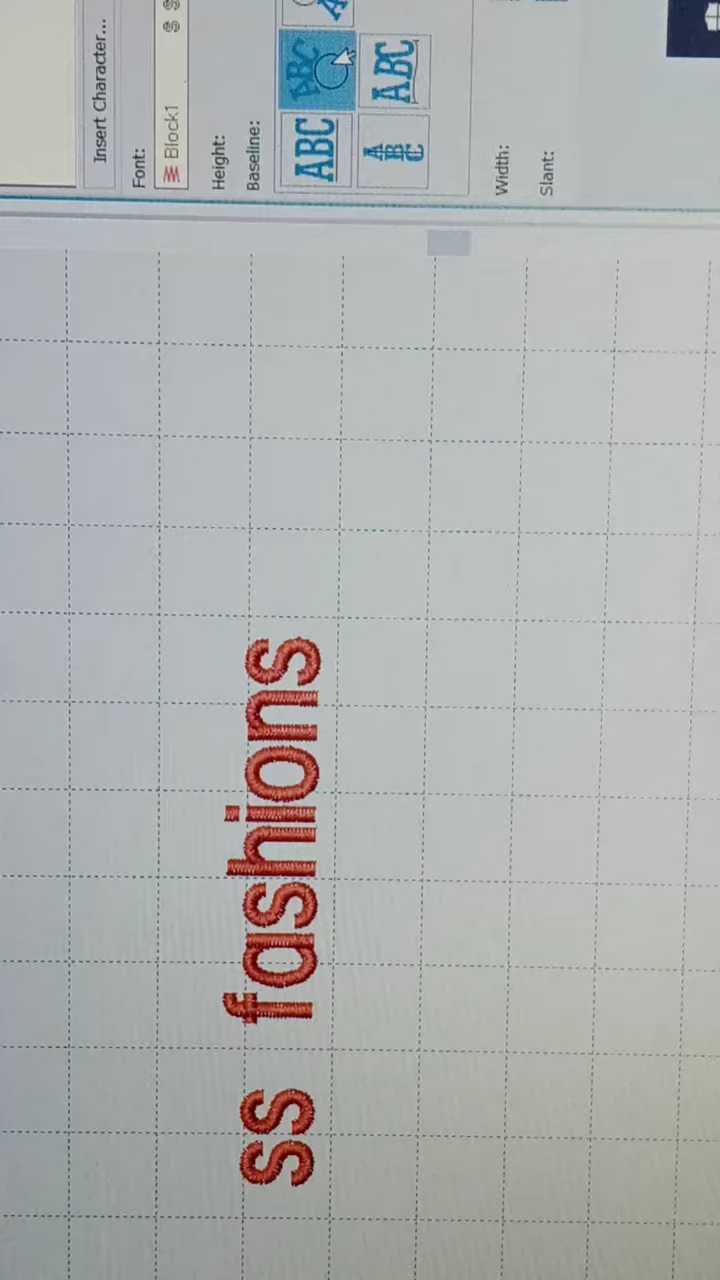 Insert Character...
Font:
Block1
Height:
Baseline:
ABC
ABC
A
ABC
ABC
Width:
Slant:
ss fashions